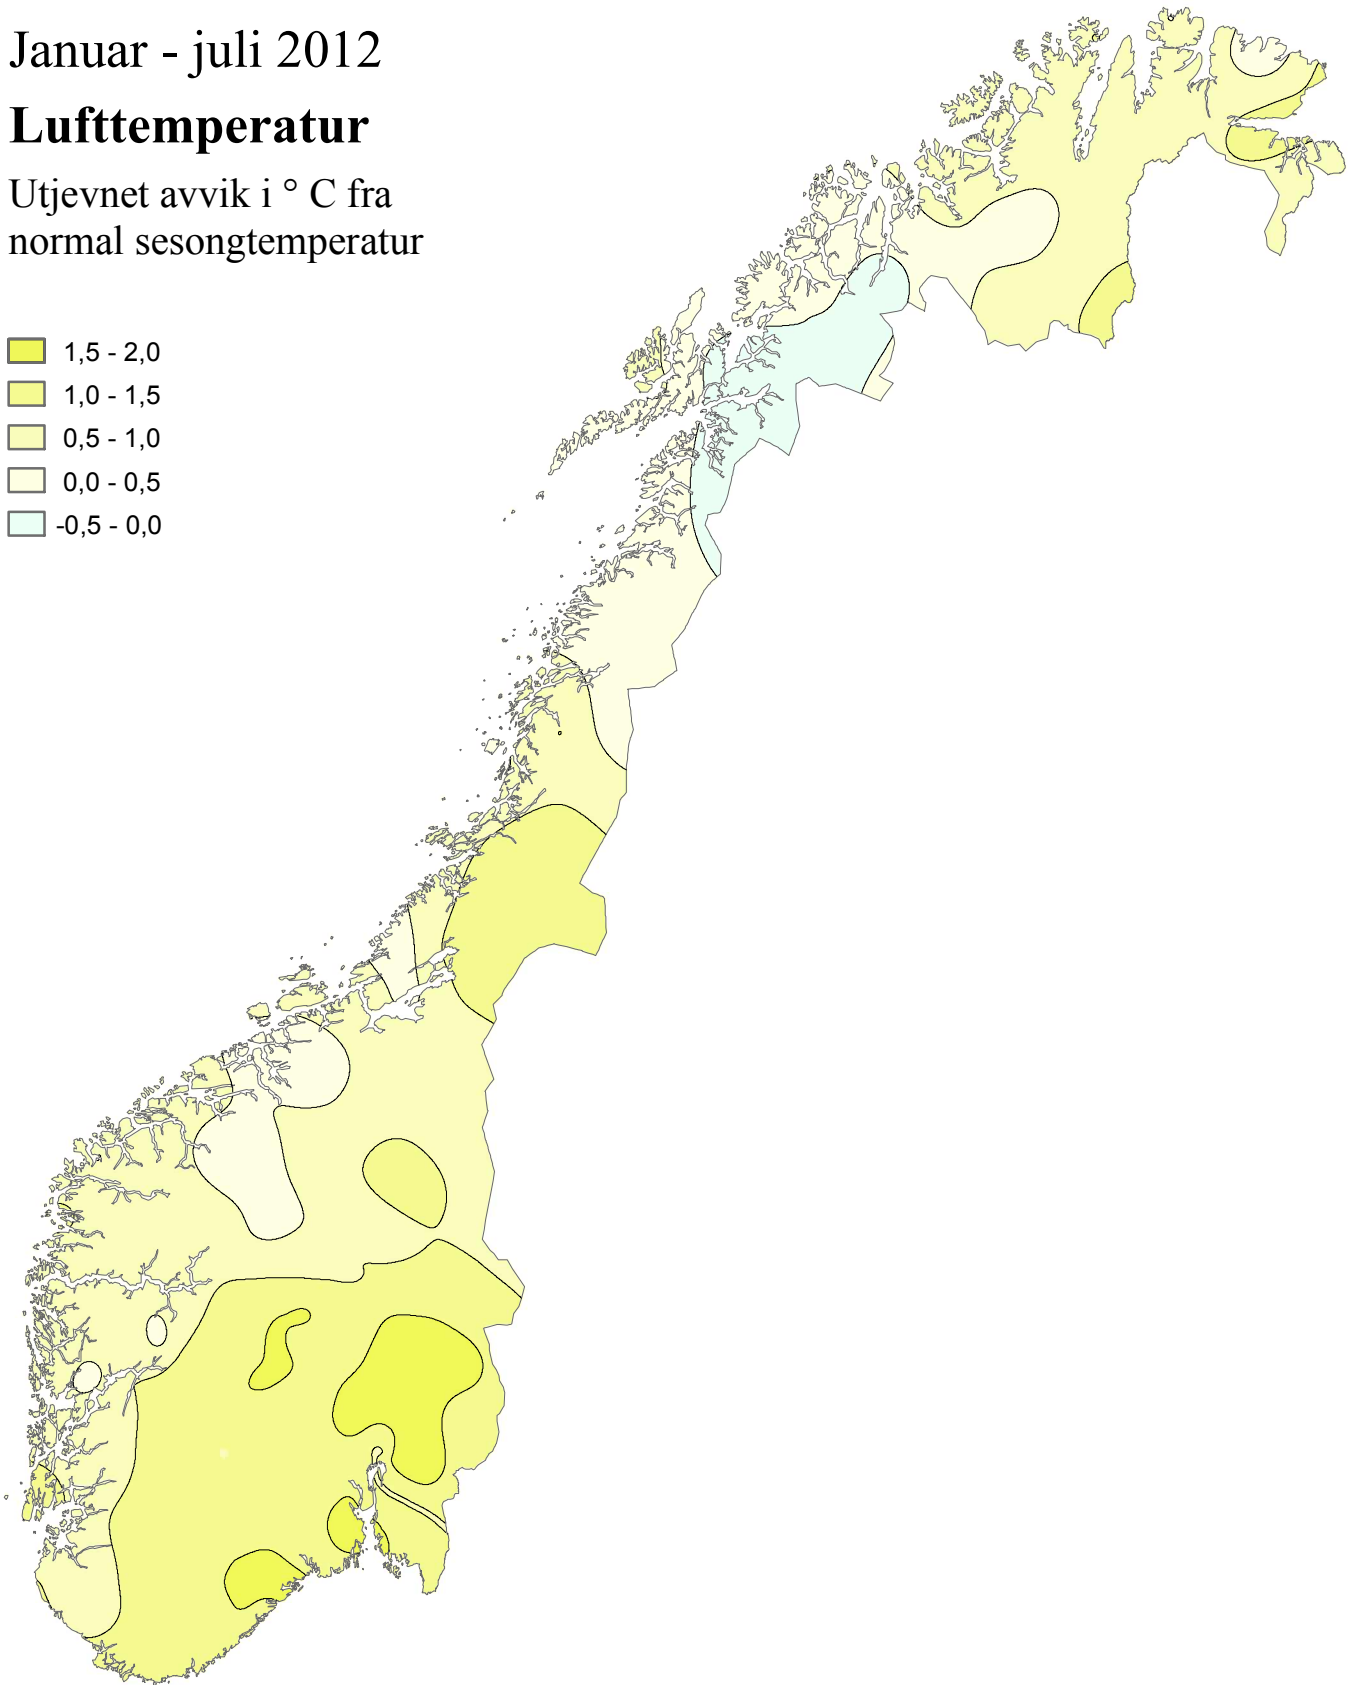 Januar - juli 2012
Lufttemperatur
Utjevnet avvik i ° C fra
normal sesongtemperatur
1,5 - 2,0
1,0 - 1,5
0,5 - 1,0
0,0 - 0,5
-0,5 - 0,0